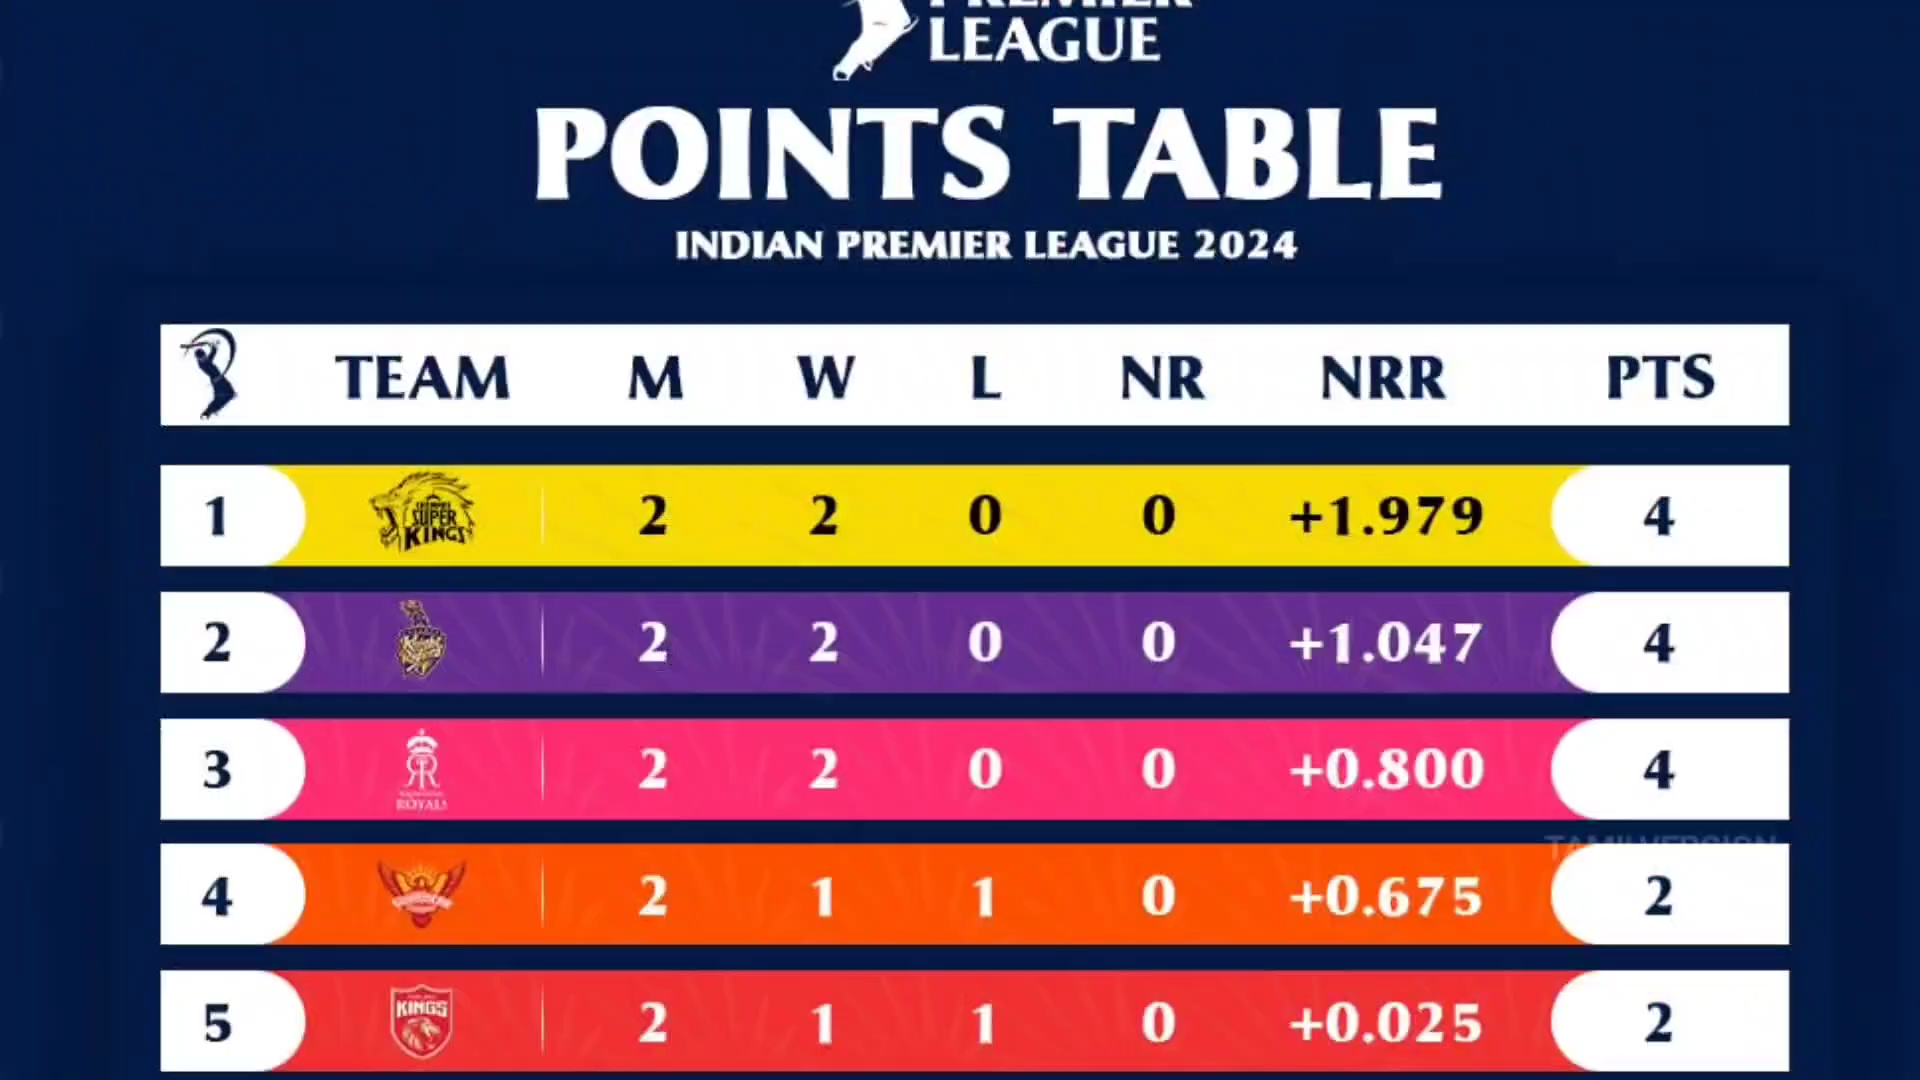 LEAGUE
POINTS TABLE
INDIAN PREMIER LEAGUE 2024
TEAM M W L NR NRR PTS
1 SUPER KINGS 2 2 0 0 +1.979 4
2 2 2 0 0 +1.047 4
3 ROYALS 2 2 0 0 +0.800 4
4 2 1 1 0 +0.675 2
5 KINGS 2 1 1 0 +0.025 2